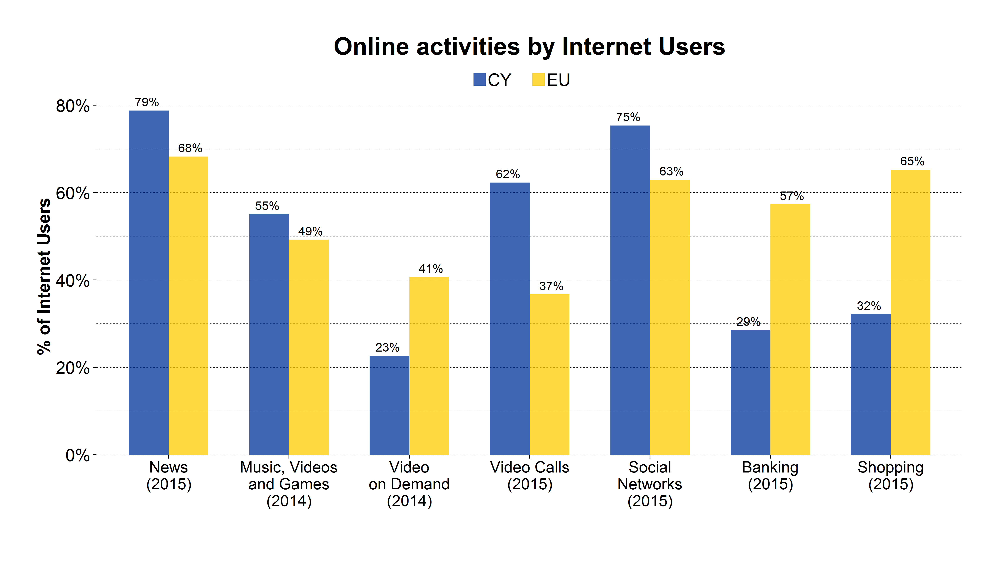 Online activities by Internet Users
CY EU
% of Internet Users
80%
60%
40%
20%
0%
79%
68%
55%
49%
23%
41%
62%
37%
75%
63%
29%
57%
32%
65%
News
(2015)
Music, Videos
and Games
(2014)
Video
on Demand
(2014)
Video Calls
(2015)
Social
Networks
(2015)
Banking
(2015)
Shopping
(2015)